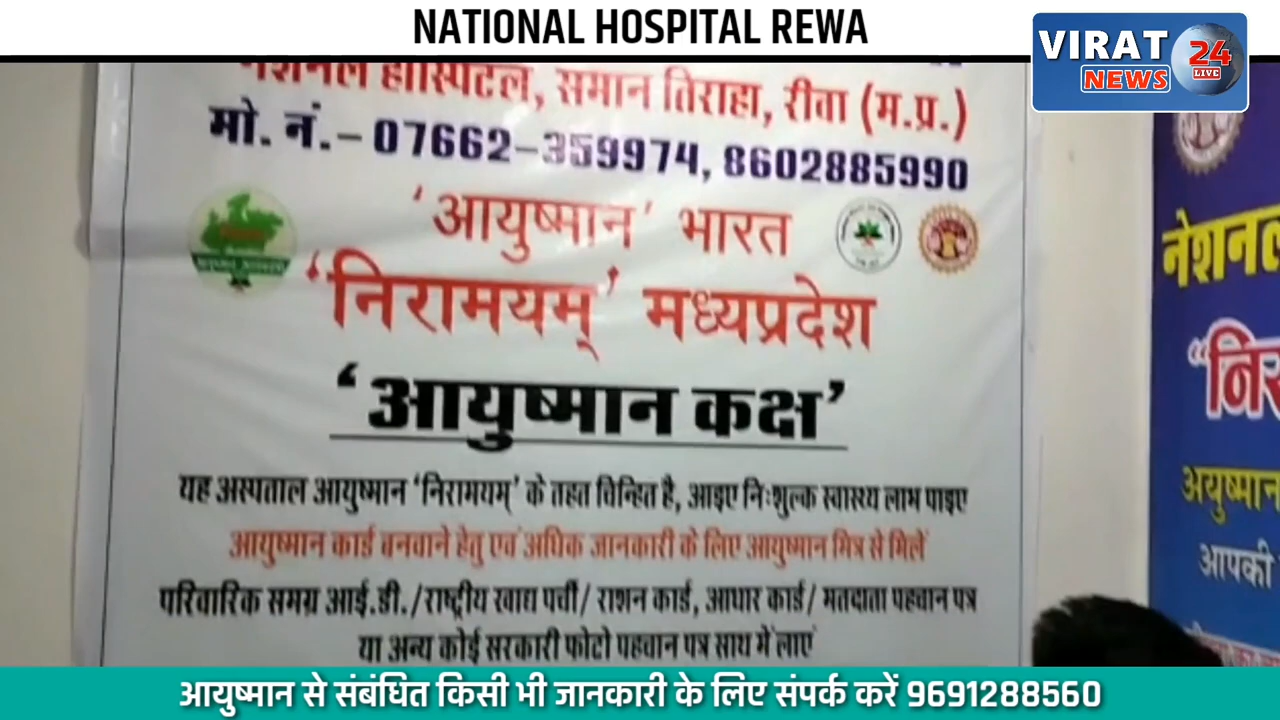 NATIONAL HOSPITAL REWA
VIRAT 24
NEWS LIVE
नेशनल हॉस्पिटल, समान तिराहा, रीवा (म.प्र.)
मो. नं.– 07662-359974, 8602885990
‘आयुष्मान’ भारत
‘निरामयम्’ मध्यप्रदेश
‘आयुष्मान कक्ष’
यह अस्पताल आयुष्मान ‘निरामयम्’ के तहत चिन्हित है, आइए निःशुल्क स्वास्थ्य लाभ पाइए
आयुष्मान कार्ड बनवाने हेतु एवं अधिक जानकारी के लिए आयुष्मान मित्र से मिलें
परिवारिक समग्र आई.डी./राष्ट्रीय खाद्य पर्ची/ राशन कार्ड, आधार कार्ड/ मतदाता पहचान पत्र
या अन्य कोई सरकारी फोटो पहचान पत्र साथ में लाएं
नेशनल
अयुष्मान
आपकी
आयुष्मान से संबंधित किसी भी जानकारी के लिए संपर्क करें 9691288560